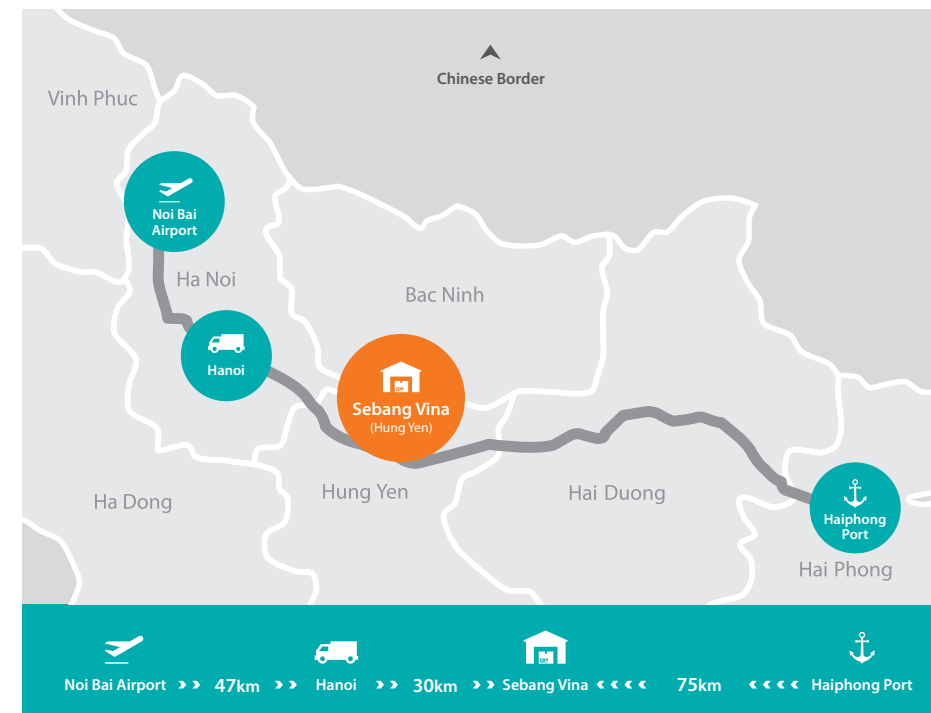 Chinese Border
Vinh Phuc
Noi Bai
Airport
Ha Noi
Bac Ninh
Hanoi
Sebang Vina
(Hung Yen)
Ha Dong
Hung Yen
Hai Duong
Haiphong
Port
Hai Phong
Noi Bai Airport >> 47km >> Hanoi >> 30km >> Sebang Vina <<<< 75km <<<< Haiphong Port